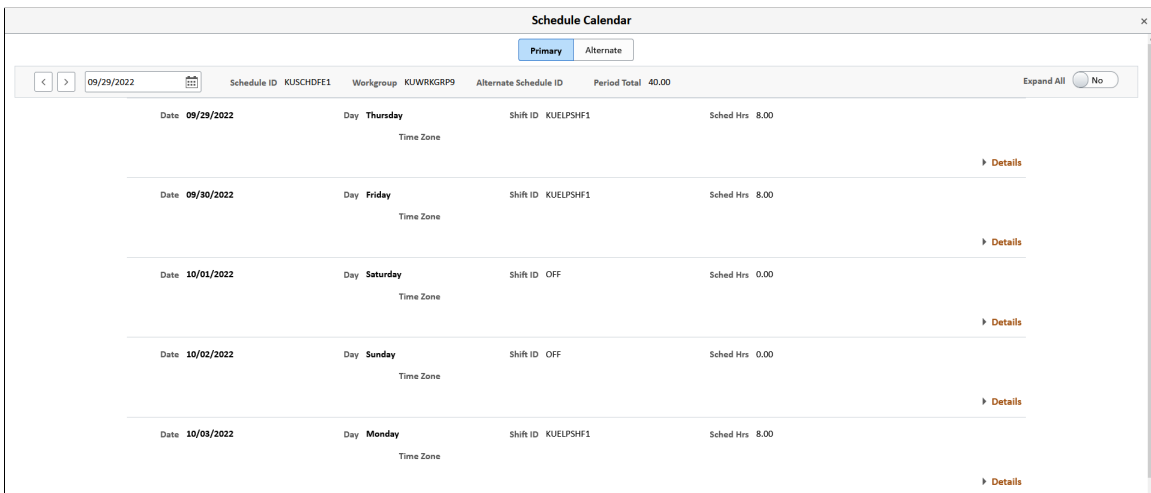 Schedule Calendar
×
Primary Alternate
< > 09/29/2022 Schedule ID KUSCHDFE1 Workgroup KUWRKGRP9 Alternate Schedule ID Period Total 40.00 Expand All No
Date 09/29/2022 Day Thursday Shift ID KUELPSHF1 Sched Hrs 8.00
Time Zone
Details
Date 09/30/2022 Day Friday Shift ID KUELPSHF1 Sched Hrs 8.00
Time Zone
Details
Date 10/01/2022 Day Saturday Shift ID OFF Sched Hrs 0.00
Time Zone
Details
Date 10/02/2022 Day Sunday Shift ID OFF Sched Hrs 0.00
Time Zone
Details
Date 10/03/2022 Day Monday Shift ID KUELPSHF1 Sched Hrs 8.00
Time Zone
Details